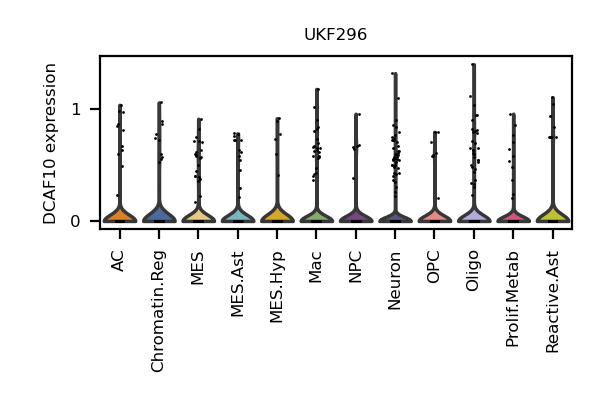 UKF296
DCAF10 expression
1
0
AC
Chromatin.Reg
MES
MES.Ast
MES.Hyp
Mac
NPC
Neuron
OPC
Oligo
Prolif.Metab
Reactive.Ast